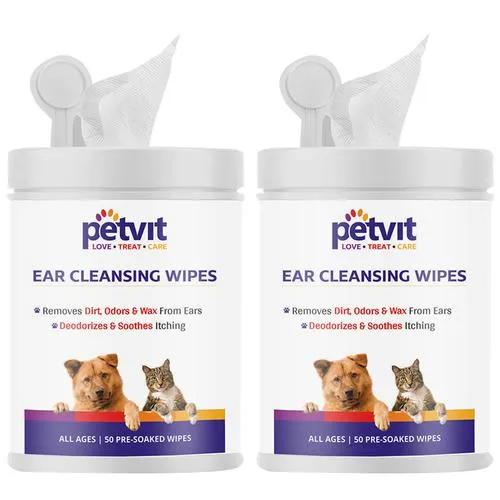 petvit
LOVE • TREAT • CARE
EAR CLEANSING WIPES
Removes Dirt, Odors & Wax From Ears
Deodorizes & Soothes Itching
ALL AGES | 50 PRE-SOAKED WIPES
petvit
LOVE • TREAT • CARE
EAR CLEANSING WIPES
Removes Dirt, Odors & Wax From Ears
Deodorizes & Soothes Itching
ALL AGES | 50 PRE-SOAKED WIPES